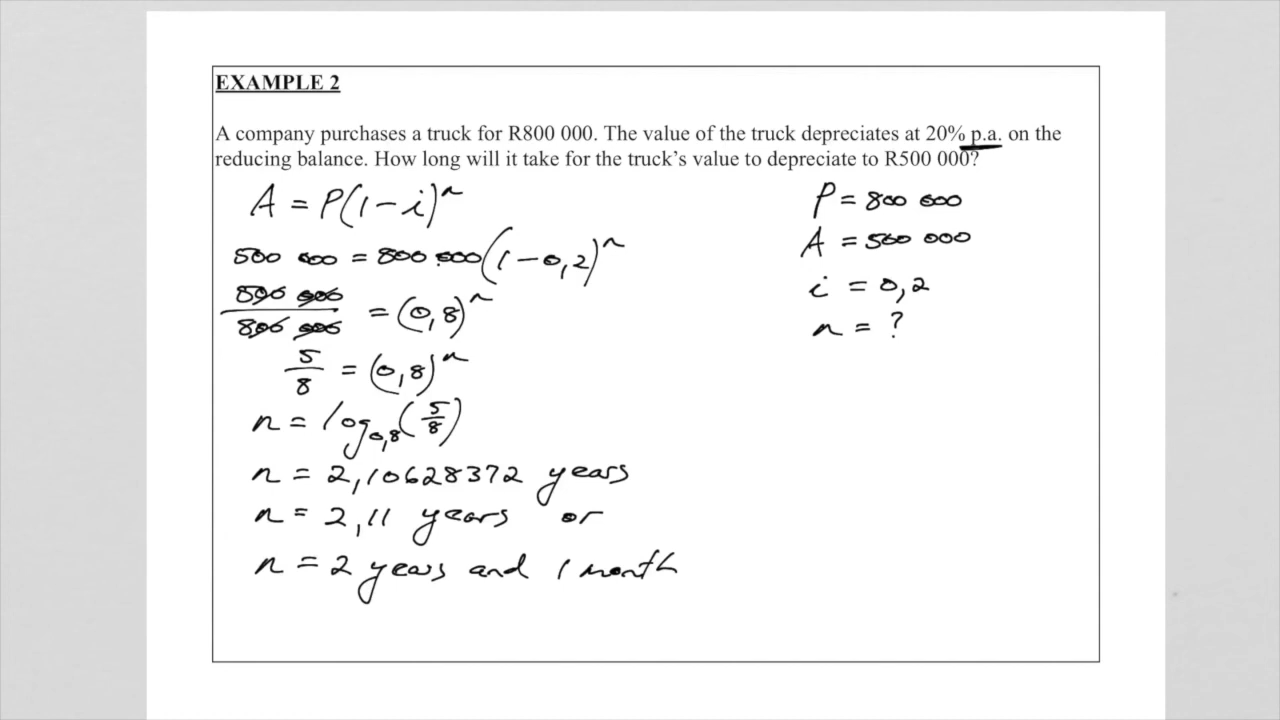 EXAMPLE 2
A company purchases a truck for R800 000. The value of the truck depreciates at 20% p.a. on the
reducing balance. How long will it take for the truck's value to depreciate to R500 000?
A = P(1 - i)^n
P = 800 000
500 000 = 800 000(1 - 0,2)^n
A = 500 000
500 000 / 800 000 = (0,8)^n
i = 0,2
n = ?
5/8 = (0,8)^n
n = log_0,8(5/8)
n = 2,10628372 years
n = 2,11 years or
n = 2 years and 1 month